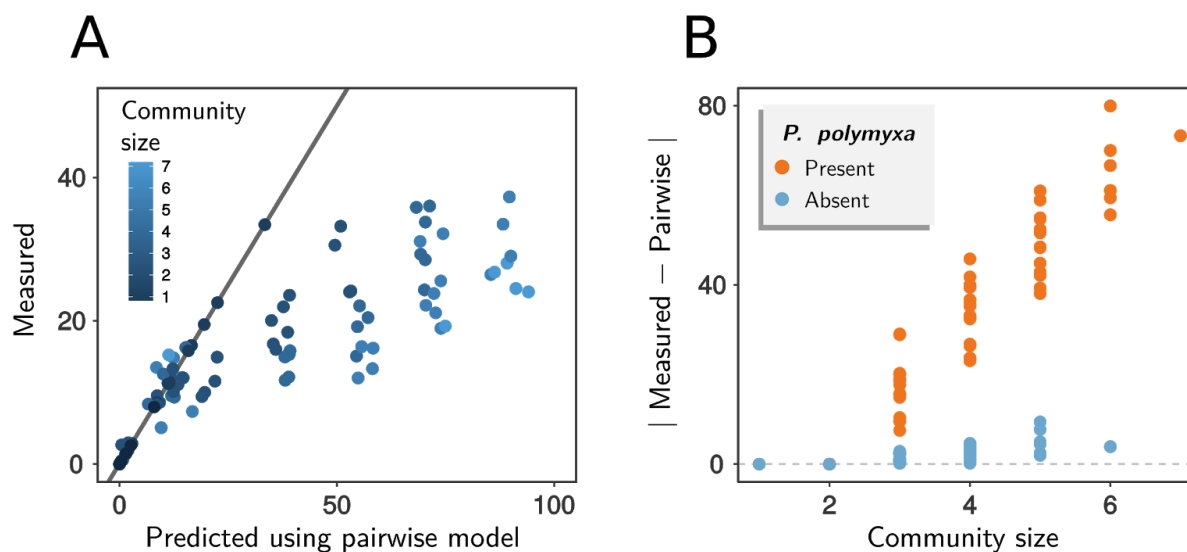 A
Community
size
7
6
5
4
3
2
1
Measured
40
20
0
0
50
100
Predicted using pairwise model
B
P. polymyxa
Present
Absent
| Measured — Pairwise |
80
40
0
2
4
6
Community size